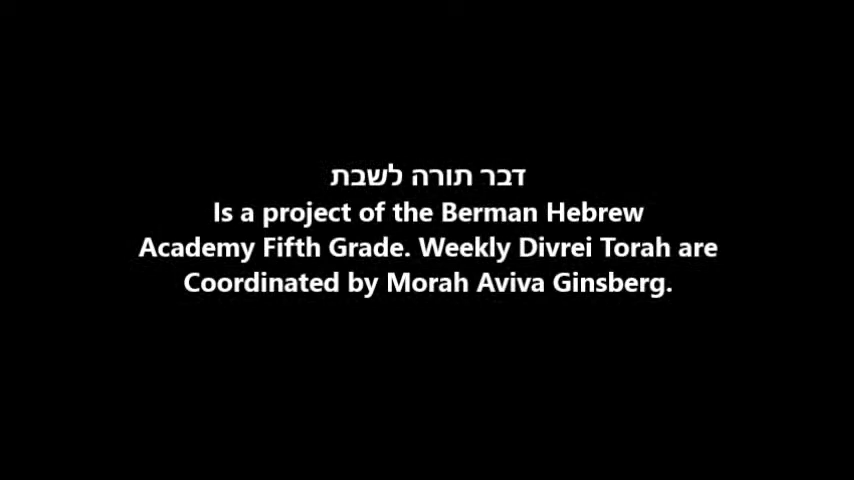 דבר תורה לשבת
Is a project of the Berman Hebrew
Academy Fifth Grade. Weekly Divrei Torah are
Coordinated by Morah Aviva Ginsberg.